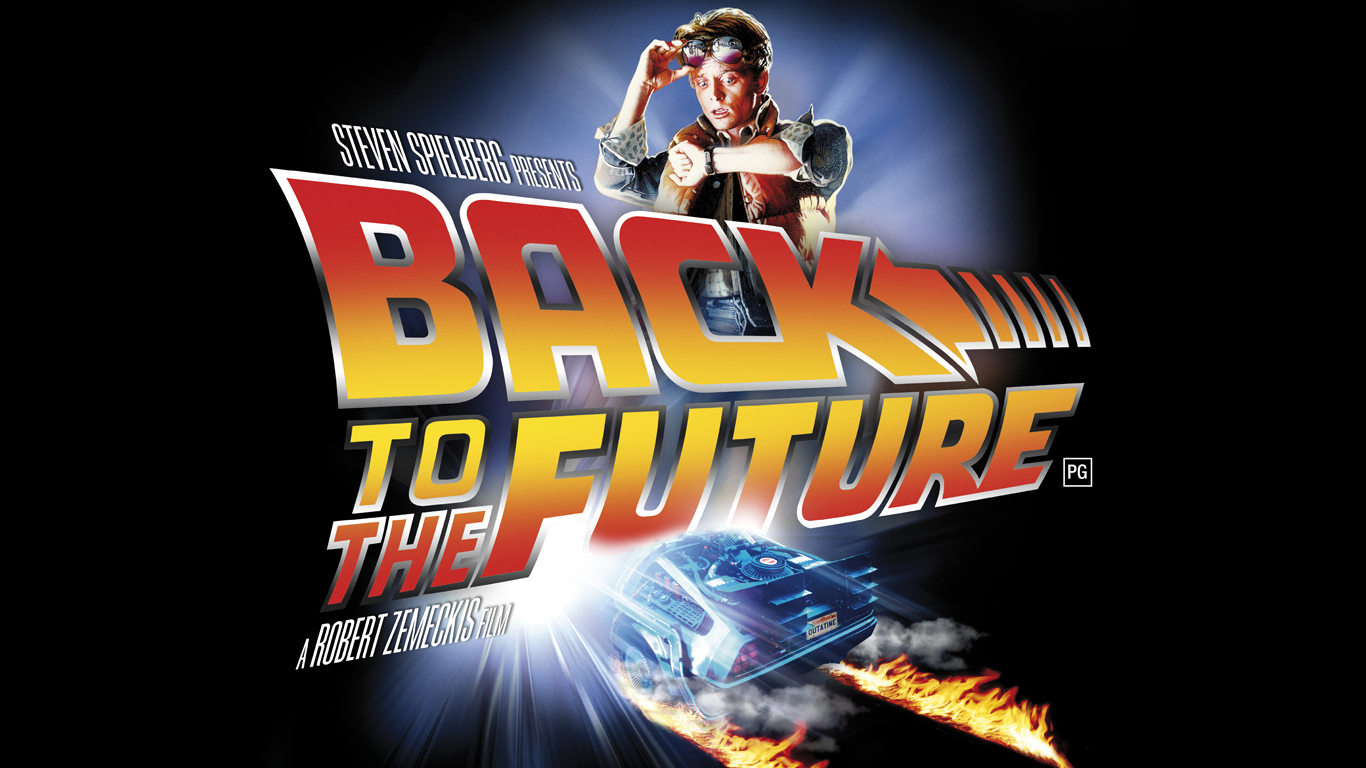 STEVEN SPIELBERG PRESENTS
BACK
TO THE FUTURE
PG
OUTATIME
A ROBERT ZEMECKIS FILM